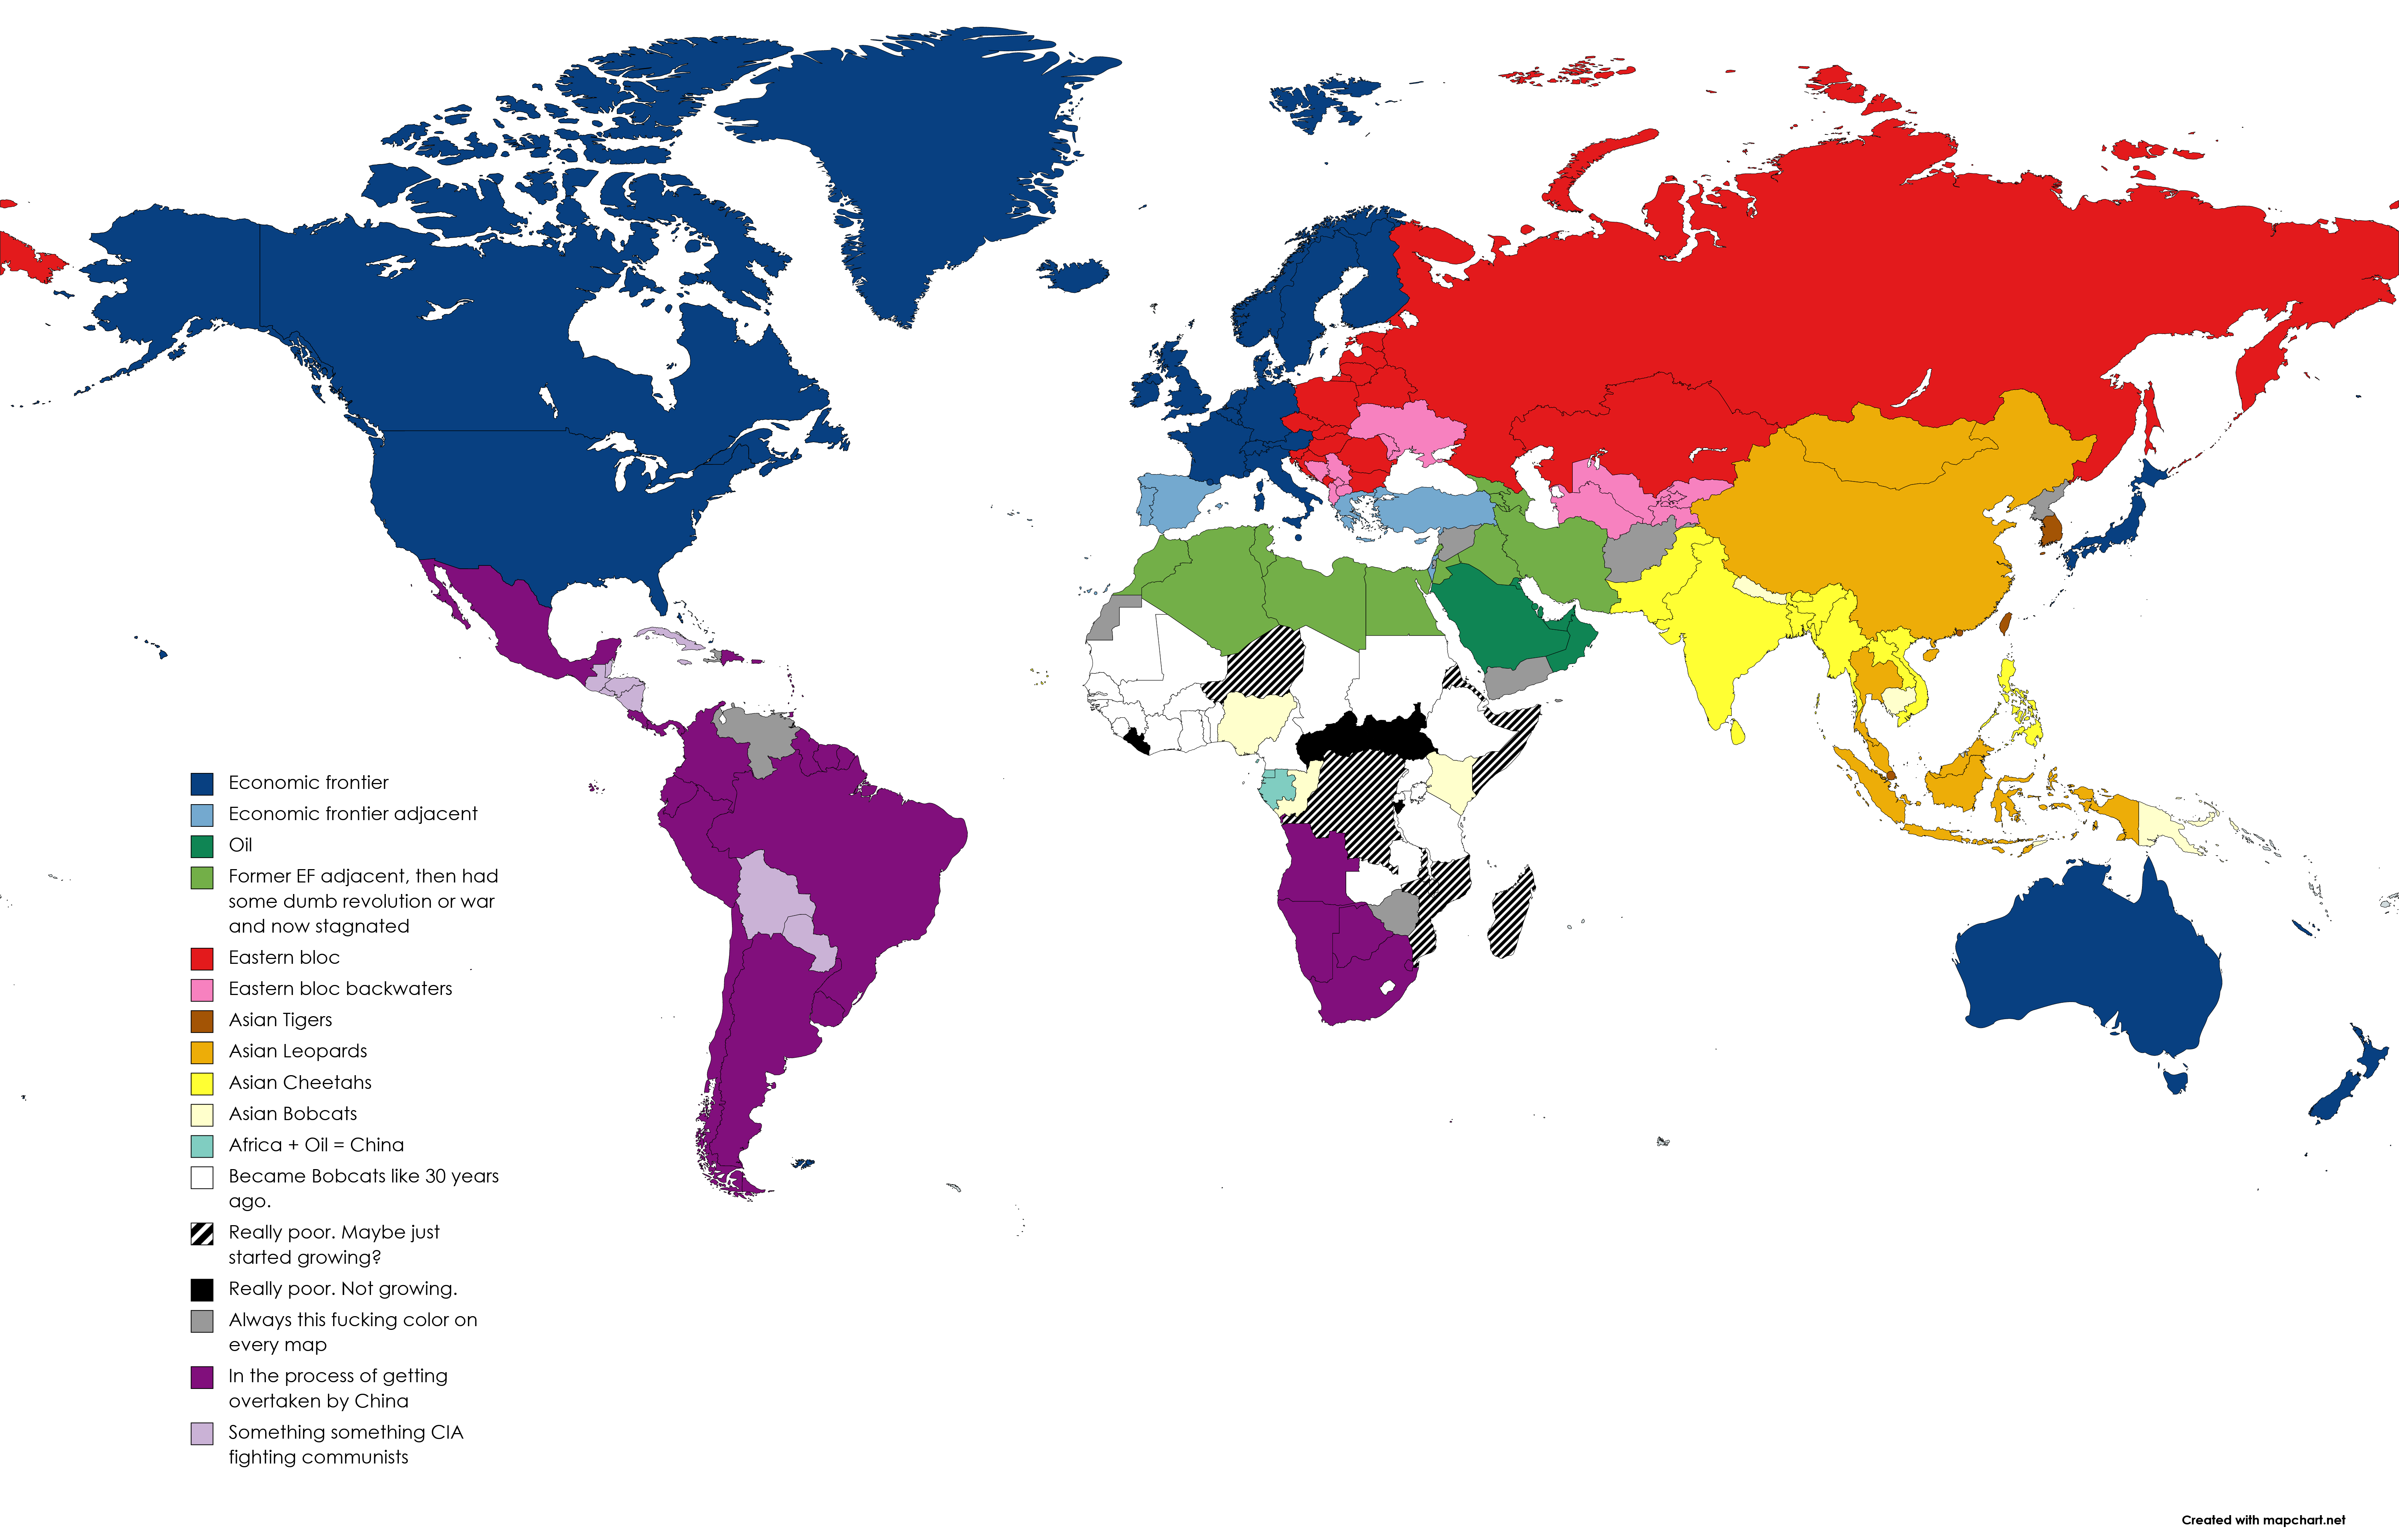 Economic frontier
Economic frontier adjacent
Oil
Former EF adjacent, then had
some dumb revolution or war
and now stagnated
Eastern bloc
Eastern bloc backwaters
Asian Tigers
Asian Leopards
Asian Cheetahs
Asian Bobcats
Africa + Oil = China
Became Bobcats like 30 years
ago.
Really poor. Maybe just
started growing?
Really poor. Not growing.
Always this fucking color on
every map
In the process of getting
overtaken by China
Something something CIA
fighting communists
Created with mapchart.net